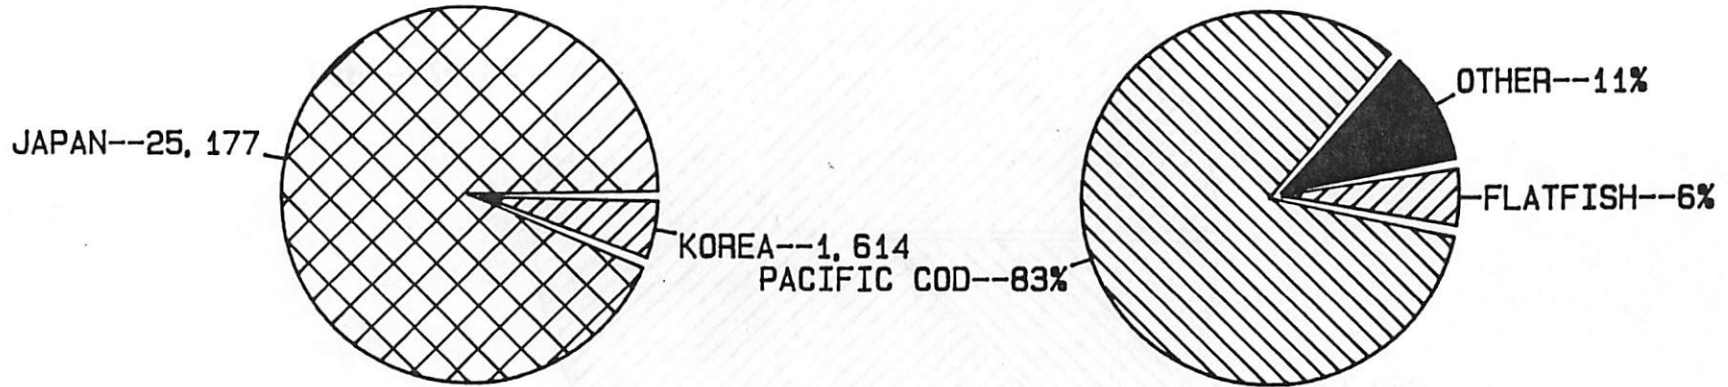 JAPAN--25, 177
KOREA--1, 614
OTHER--11%
FLATFISH--6%
PACIFIC COD--83%